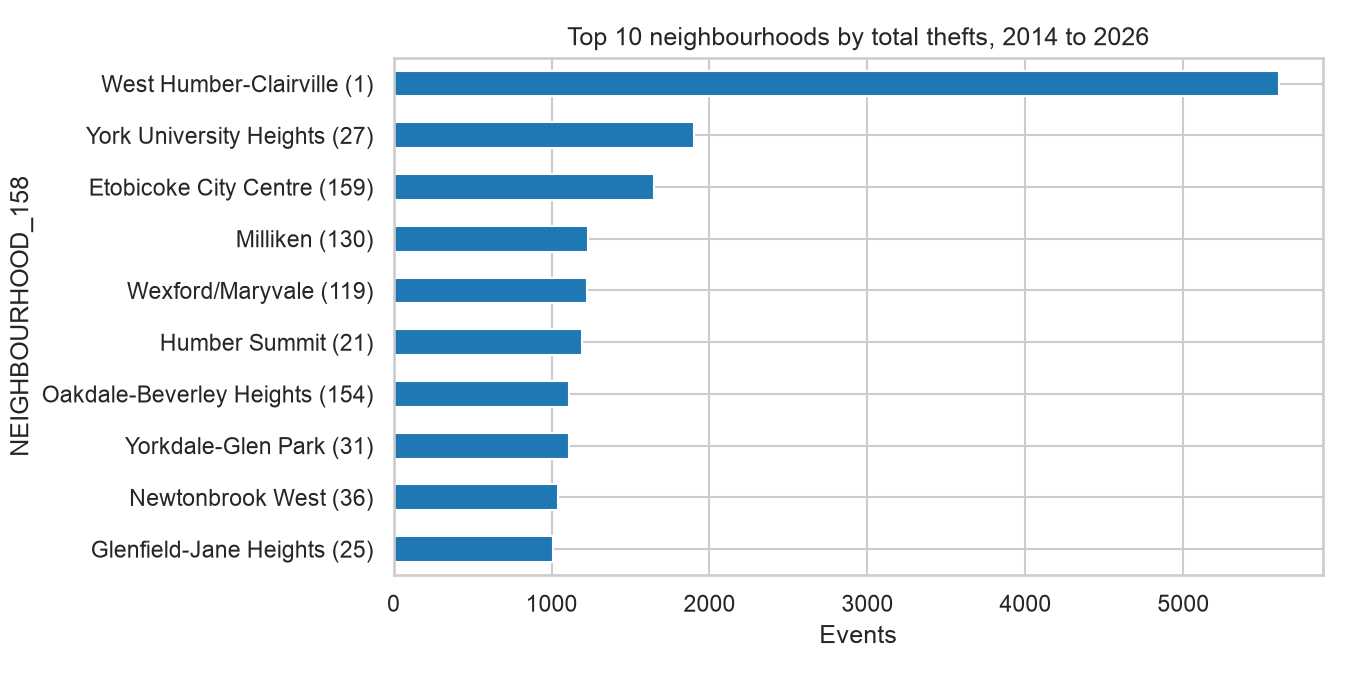 Top 10 neighbourhoods by total thefts, 2014 to 2026
NEIGHBOURHOOD_158
West Humber-Clairville (1)
York University Heights (27)
Etobicoke City Centre (159)
Milliken (130)
Wexford/Maryvale (119)
Humber Summit (21)
Oakdale-Beverley Heights (154)
Yorkdale-Glen Park (31)
Newtonbrook West (36)
Glenfield-Jane Heights (25)
0 1000 2000 3000 4000 5000
Events